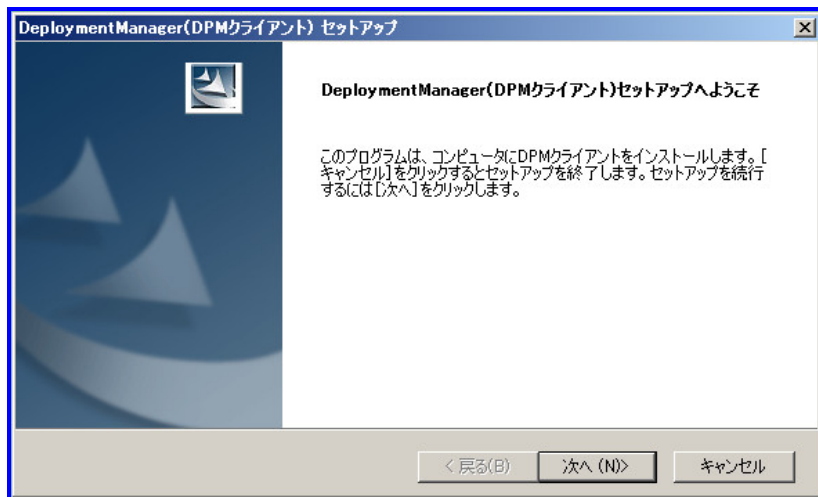 DeploymentManager(DPMクライアント) セットアップ
DeploymentManager(DPMクライアント)セットアップへようこそ
このプログラムは、コンピュータにDPMクライアントをインストールします。[
キャンセル]をクリックするとセットアップを終了します。セットアップを続行
するには[次へ]をクリックします。
< 戻る(B)
次へ (N)>
キャンセル